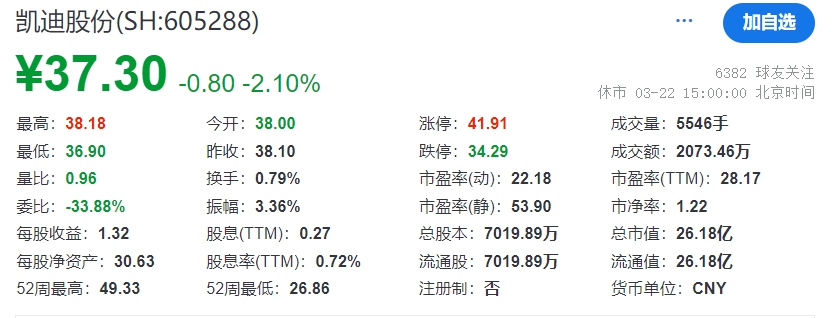 凯迪股份(SH:605288)
... 加自选
¥37.30 -0.80 -2.10%
6382 球友关注
休市 03-22 15:00:00 北京时间
最高：38.18 今开：38.00 涨停：41.91 成交量：5546手
最低：36.90 昨收：38.10 跌停：34.29 成交额：2073.46万
量比：0.96 换手：0.79% 市盈率(动)：22.18 市盈率(TTM)：28.17
委比：-33.88% 振幅：3.36% 市盈率(静)：53.90 市净率：1.22
每股收益：1.32 股息(TTM)：0.27 总股本：7019.89万 总市值：26.18亿
每股净资产：30.63 股息率(TTM)：0.72% 流通股：7019.89万 流通值：26.18亿
52周最高：49.33 52周最低：26.86 注册制：否 货币单位：CNY